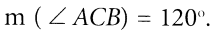 m (∠ ACB) = 120°.